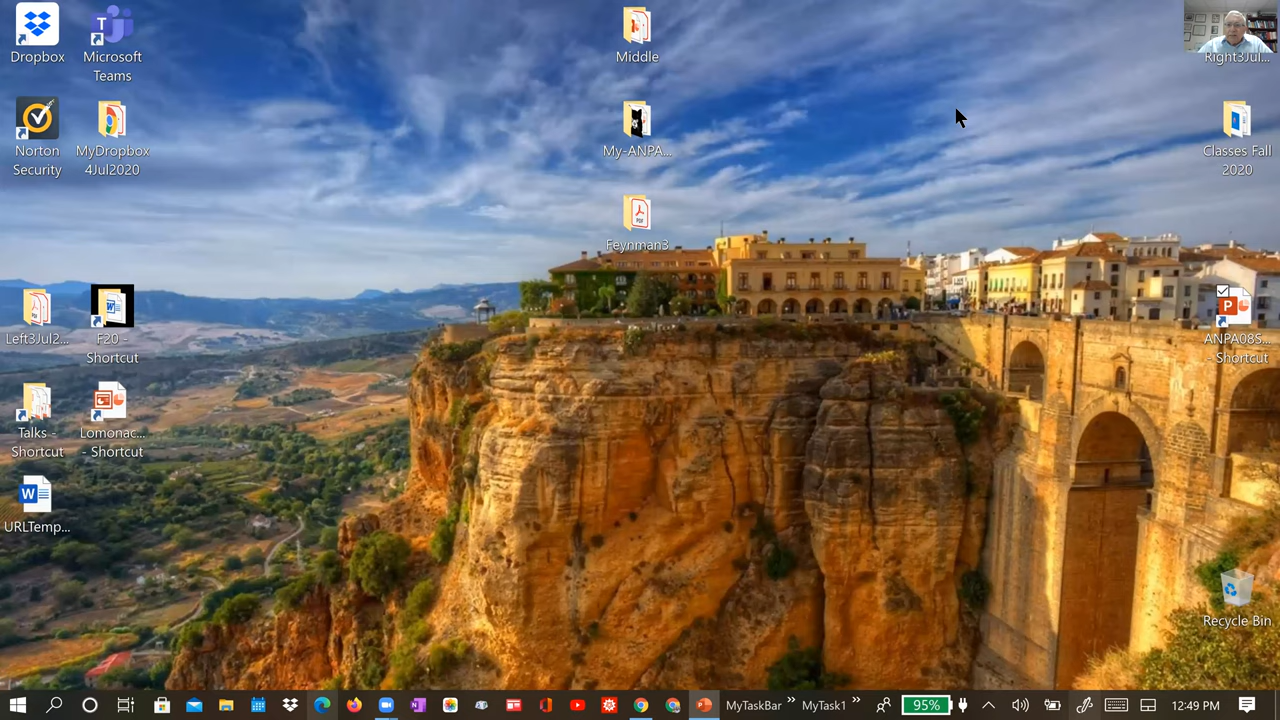 Dropbox
Microsoft
Teams
Middle
Right3Jul...
Norton
Security
MyDropbox
4Jul2020
My-ANPA...
Classes Fall
2020
Feynman3
Left3Jul2...
F20 -
Shortcut
ANPA08S...
- Shortcut
Talks -
Shortcut
Lomonac...
- Shortcut
URLTemp...
Recycle Bin
MyTaskBar
MyTask1
95%
12:49 PM